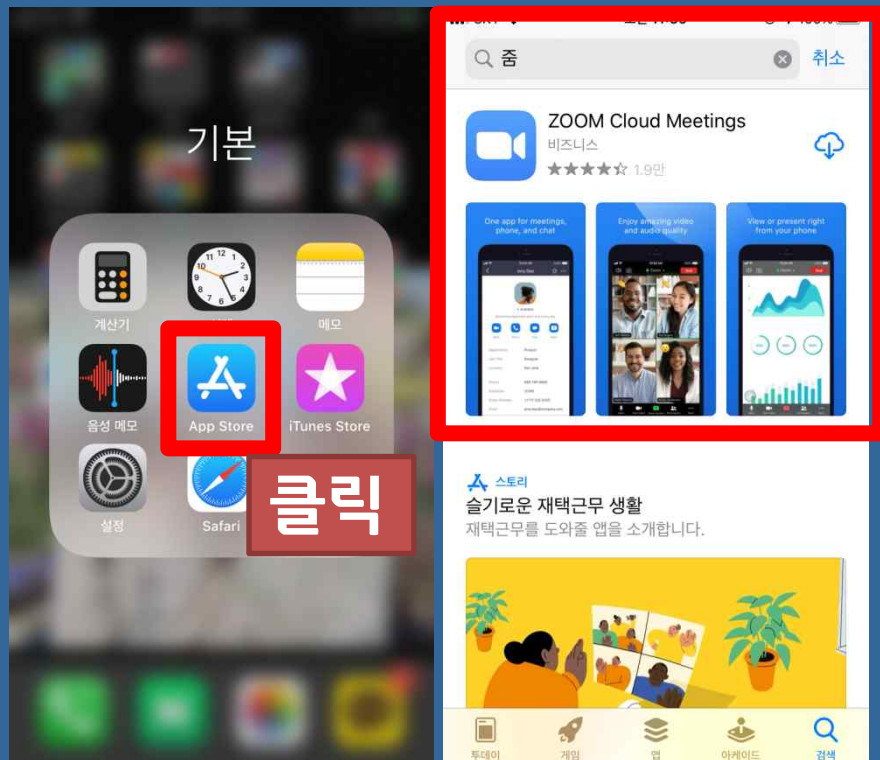 기본
계산기
메모
음성 메모
App Store
iTunes Store
설정
Safari
클릭
줌
취소
ZOOM Cloud Meetings
비즈니스
1.9만
One app for meetings,
phone, and chat
Enjoy amazing video
and audio quality
View or present right
from your phone
스토리
슬기로운 재택근무 생활
재택근무를 도와줄 앱을 소개합니다.
투데이
게임
앱
아케이드
검색